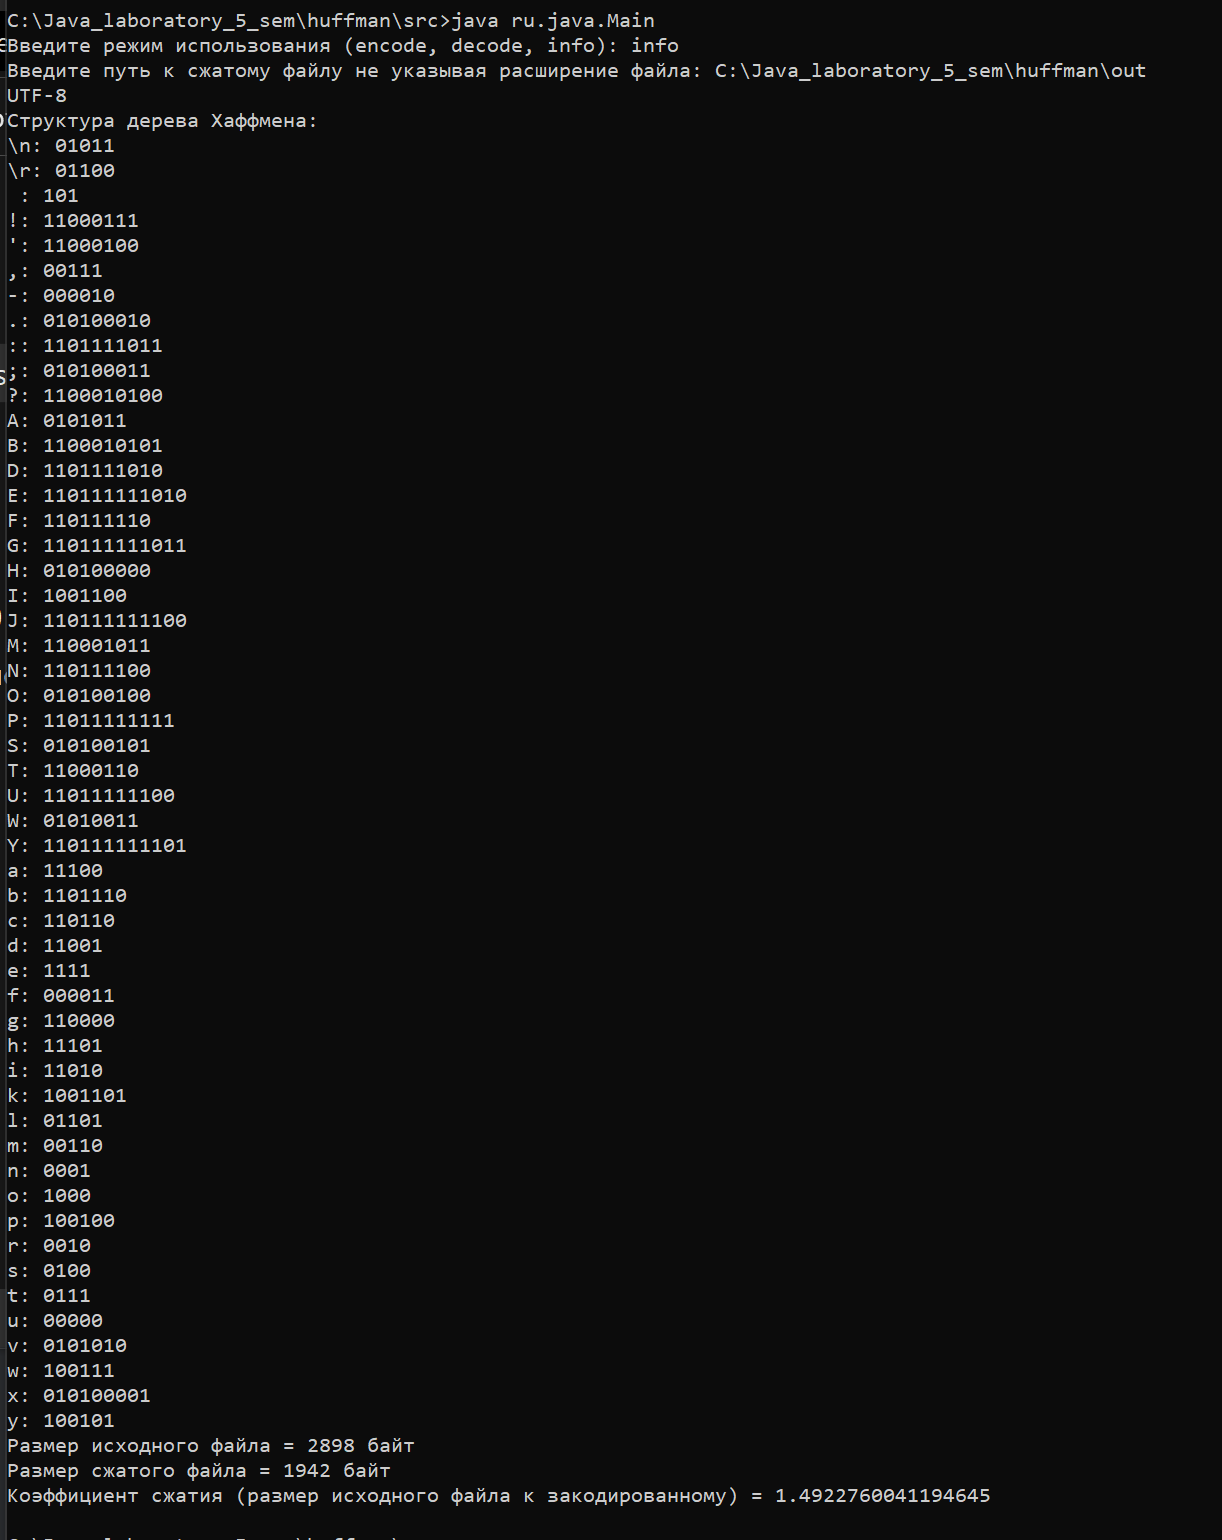 C:\Java_laboratory_5_sem\huffman\src>java ru.java.Main
Введите режим использования (encode, decode, info): info
Введите путь к сжатому файлу не указывая расширение файла: C:\Java_laboratory_5_sem\huffman\out
UTF-8
Структура дерева Хаффмена:
\n: 01011
\r: 01100
 : 101
!: 11000111
': 11000100
,: 00111
-: 000010
.: 010100010
:: 1101111011
;: 010100011
?: 1100010100
A: 0101011
B: 1100010101
D: 1101111010
E: 110111111010
F: 110111110
G: 110111111011
H: 010100000
I: 1001100
J: 110111111100
M: 110001011
N: 110111100
O: 010100100
P: 11011111111
S: 010100101
T: 11000110
U: 11011111100
W: 01010011
Y: 110111111101
a: 11100
b: 1101110
c: 110110
d: 11001
e: 1111
f: 000011
g: 110000
h: 11101
i: 11010
k: 1001101
l: 01101
m: 00110
n: 0001
o: 1000
p: 100100
r: 0010
s: 0100
t: 0111
u: 00000
v: 0101010
w: 100111
x: 010100001
y: 100101
Размер исходного файла = 2898 байт
Размер сжатого файла = 1942 байт
Коэффициент сжатия (размер исходного файла к закодированному) = 1.4922760041194645